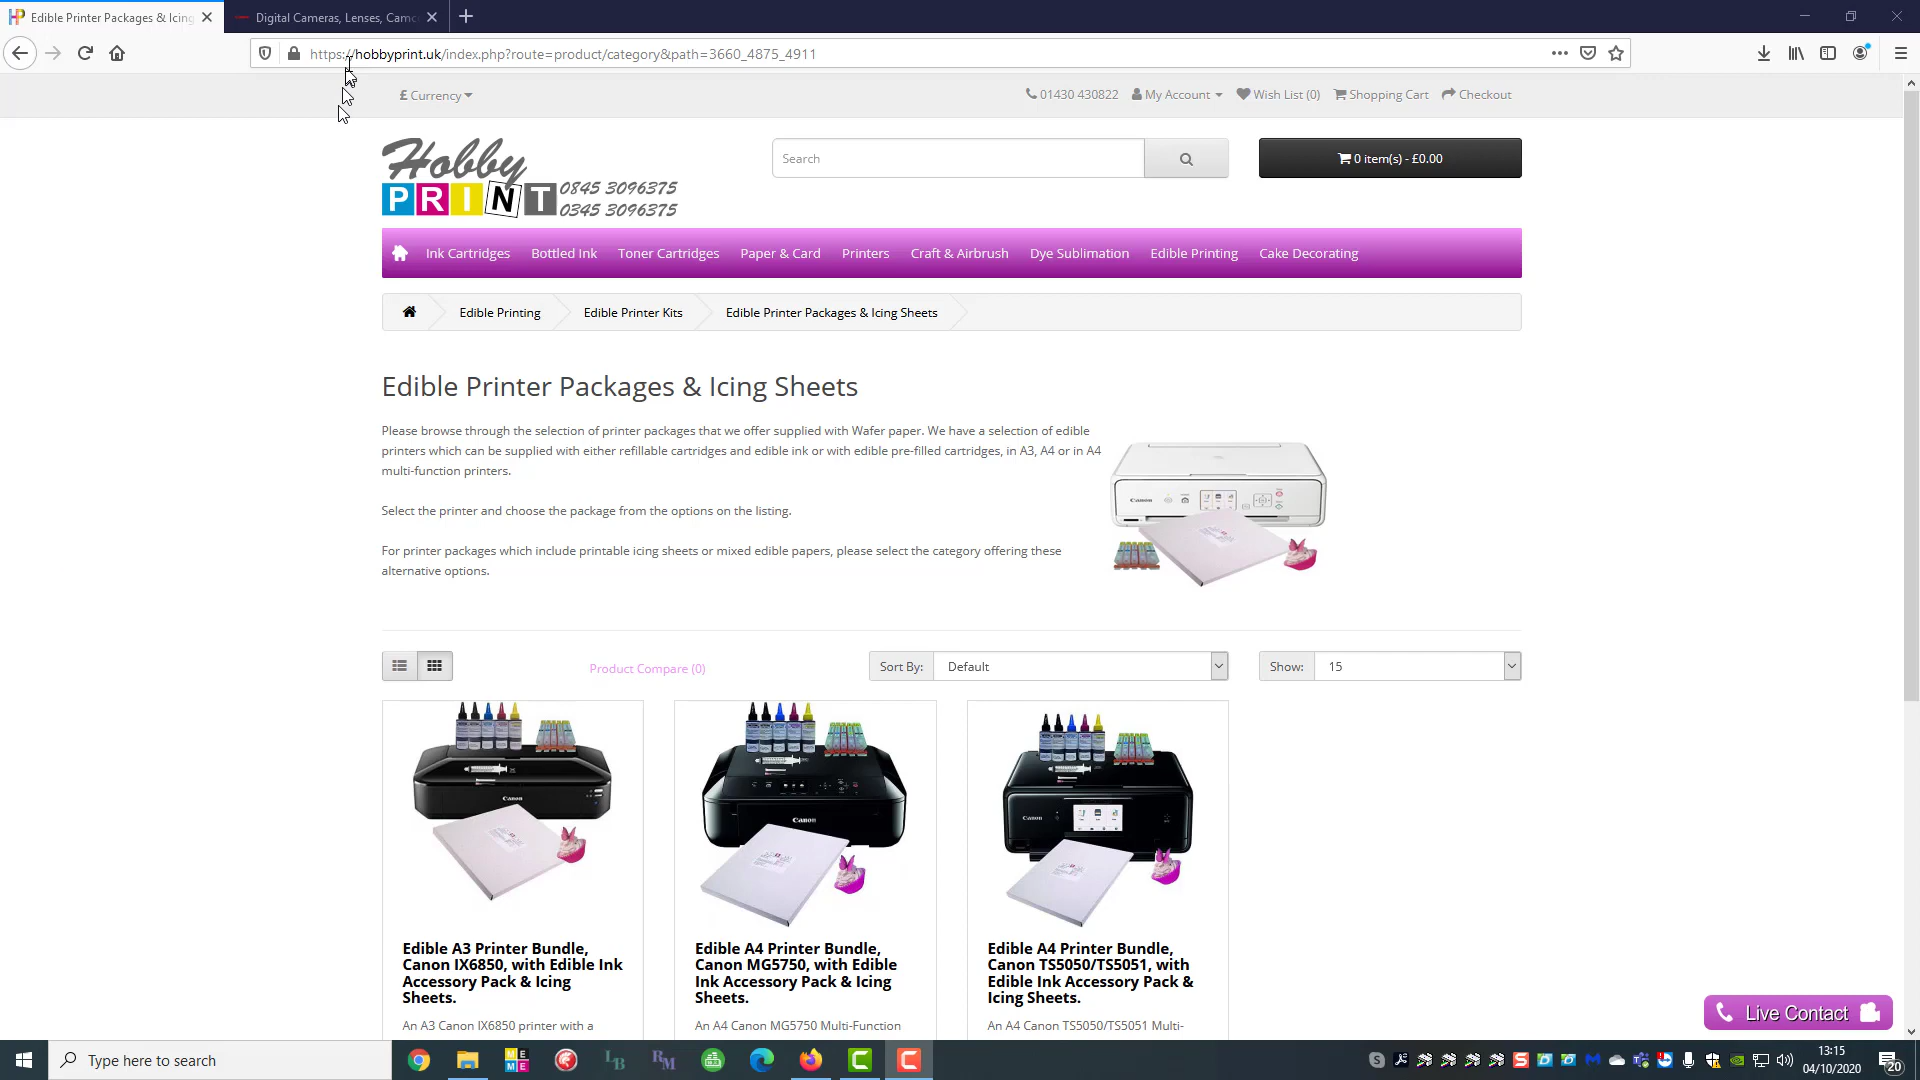 Edible Printer Packages & Icing
Digital Cameras, Lenses, Camc
https://hobbyprint.uk/index.php?route=product/category&path=3660_4875_4911
£ Currency
01430 430822 My Account Wish List (0) Shopping Cart Checkout
Hobby
PRINT
0845 3096375
0345 3096375
Search
0 item(s) - £0.00
Ink Cartridges Bottled Ink Toner Cartridges Paper & Card Printers Craft & Airbrush Dye Sublimation Edible Printing Cake Decorating
Edible Printing Edible Printer Kits Edible Printer Packages & Icing Sheets
Edible Printer Packages & Icing Sheets
Please browse through the selection of printer packages that we offer supplied with Wafer paper. We have a selection of edible
printers which can be supplied with either refillable cartridges and edible ink or with edible pre-filled cartridges, in A3, A4 or in A4
multi-function printers.
Select the printer and choose the package from the options on the listing.
For printer packages which include printable icing sheets or mixed edible papers, please select the category offering these
alternative options.
Canon
Product Compare (0)
Sort By: Default
Show: 15
Canon
Canon
Canon
Edible A3 Printer Bundle,
Canon IX6850, with Edible Ink
Accessory Pack & Icing
Sheets.
An A3 Canon IX6850 printer with a
Edible A4 Printer Bundle,
Canon MG5750, with Edible
Ink Accessory Pack & Icing
Sheets.
An A4 Canon MG5750 Multi-Function
Edible A4 Printer Bundle,
Canon TS5050/TS5051, with
Edible Ink Accessory Pack &
Icing Sheets.
An A4 Canon TS5050/TS5051 Multi-
Live Contact
Type here to search
ME
ME
LB
RM
13:15
04/10/2020
20